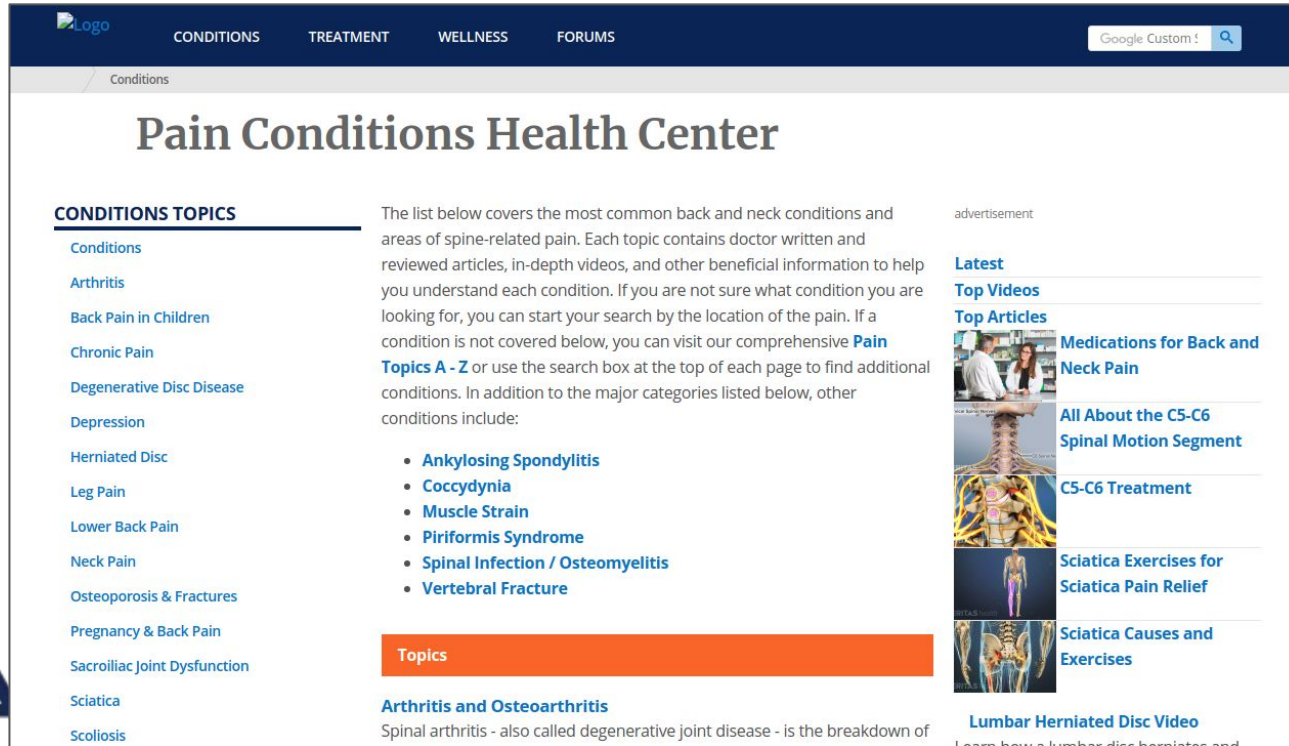 Logo
CONDITIONS TREATMENT WELLNESS FORUMS
Google Custom
Conditions
Pain Conditions Health Center
CONDITIONS TOPICS
Conditions
Arthritis
Back Pain in Children
Chronic Pain
Degenerative Disc Disease
Depression
Herniated Disc
Leg Pain
Lower Back Pain
Neck Pain
Osteoporosis & Fractures
Pregnancy & Back Pain
Sacroiliac Joint Dysfunction
Sciatica
Scoliosis
The list below covers the most common back and neck conditions and
areas of spine-related pain. Each topic contains doctor written and
reviewed articles, in-depth videos, and other beneficial information to help
you understand each condition. If you are not sure what condition you are
looking for, you can start your search by the location of the pain. If a
condition is not covered below, you can visit our comprehensive Pain
Topics A - Z or use the search box at the top of each page to find additional
conditions. In addition to the major categories listed below, other
conditions include:
• Ankylosing Spondylitis
• Coccydynia
• Muscle Strain
• Piriformis Syndrome
• Spinal Infection / Osteomyelitis
• Vertebral Fracture
Topics
Arthritis and Osteoarthritis
Spinal arthritis - also called degenerative joint disease - is the breakdown of
advertisement
Latest
Top Videos
Top Articles
Medications for Back and
Neck Pain
All About the C5-C6
Spinal Motion Segment
C5-C6 Treatment
Sciatica Exercises for
Sciatica Pain Relief
Sciatica Causes and
Exercises
Lumbar Herniated Disc Video
Learn how a lumbar disc herniates and